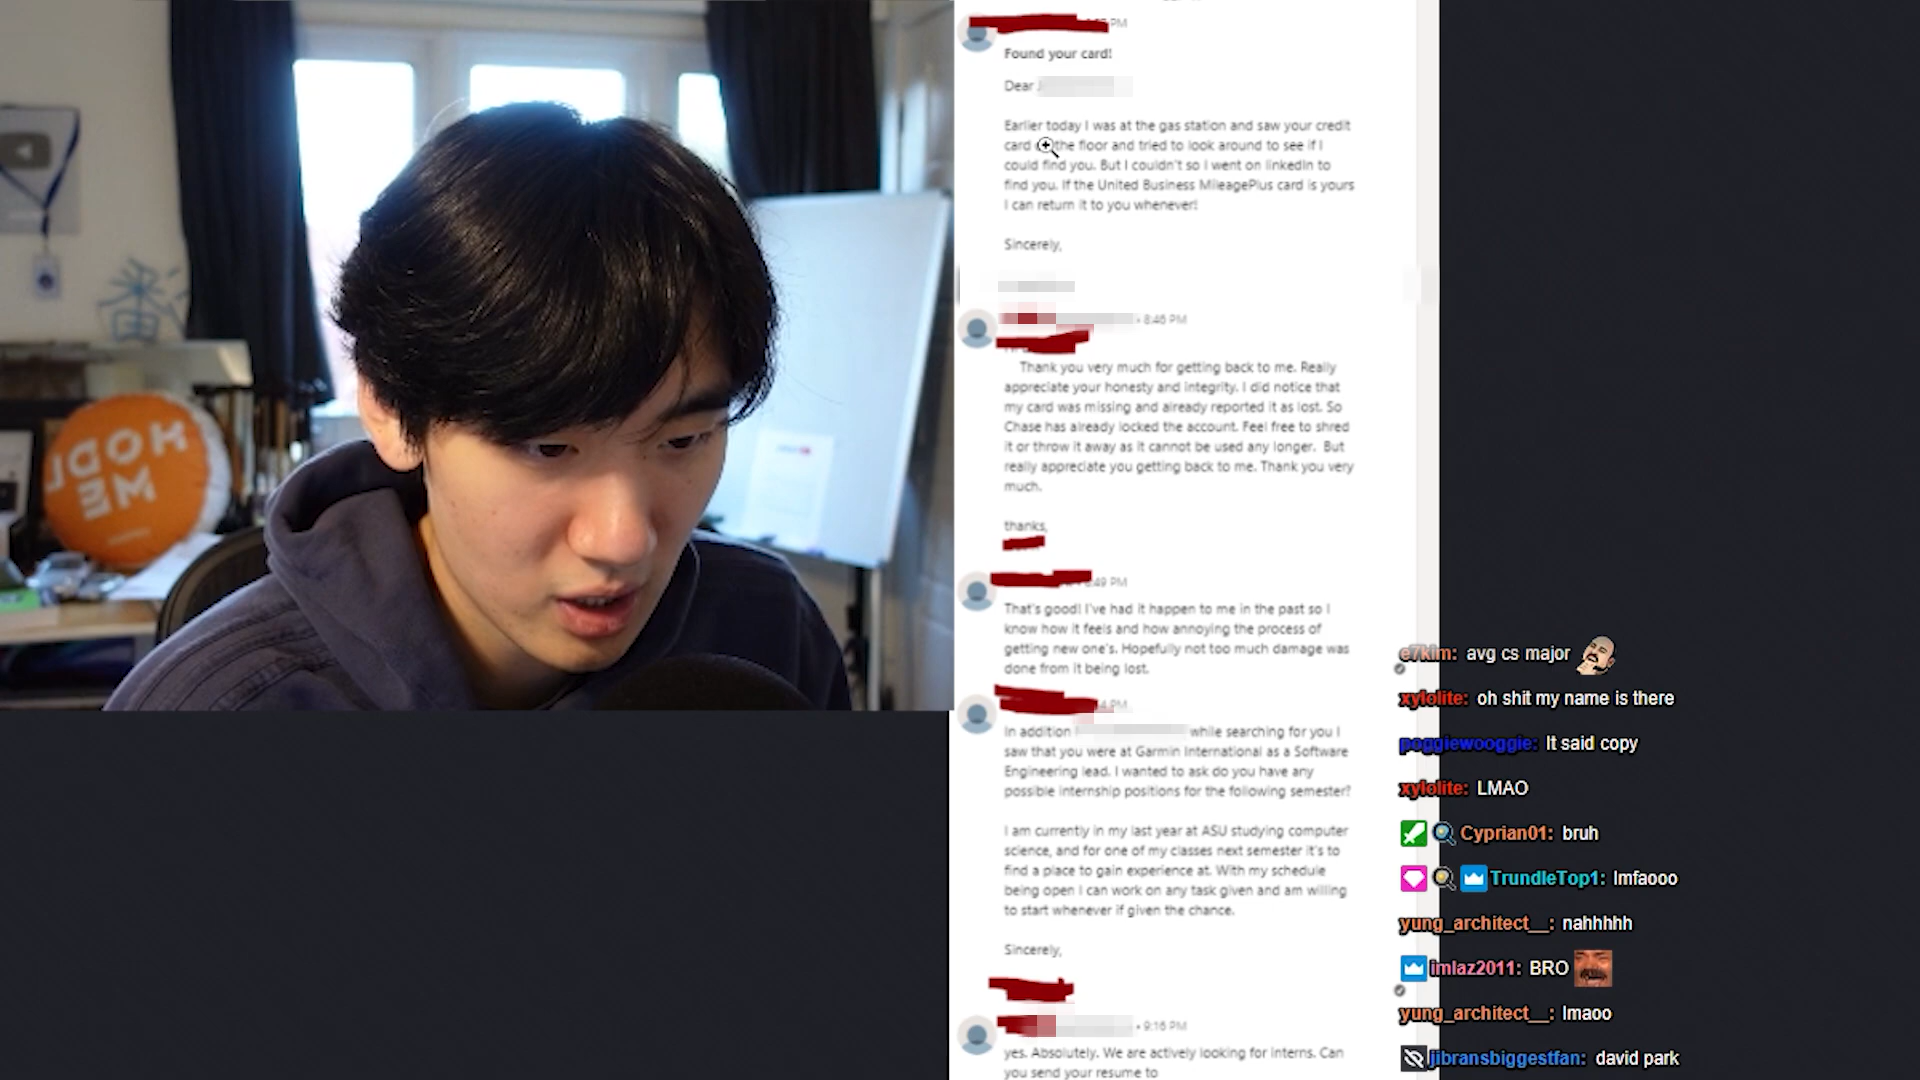 PM
Found your card!
Dear
Earlier today I was at the gas station and saw your credit
card the floor and tried to look around to see if I
could find you. But I couldn't so I went on linkedIn to
find you. If the United Business MileagePlus card is yours
I can return it to you whenever!
Sincerely,
• 8:46 PM
Thank you very much for getting back to me. Really
appreciate your honesty and integrity. I did notice that
my card was missing and already reported it as lost. So
Chase has already locked the account. Feel free to shred
it or throw it away as it cannot be used any longer. But
really appreciate you getting back to me. Thank you very
much.
thanks,
:49 PM
That's good! I've had it happen to me in the past so I
know how it feels and how annoying the process of
getting new one's. Hopefully not too much damage was
done from it being lost.
PM
In addition while searching for you I
saw that you were at Garmin International as a Software
Engineering lead. I wanted to ask do you have any
possible internship positions for the following semester?
I am currently in my last year at ASU studying computer
science, and for one of my classes next semester it's to
find a place to gain experience at. With my schedule
being open I can work on any task given and am willing
to start whenever if given the chance.
Sincerely,
• 9:16 PM
yes. Absolutely. We are actively looking for interns. Can
you send your resume to
HODL
ME
番
e7kim: avg cs major
xylolite: oh shit my name is there
poggiewooggie: It said copy
xylolite: LMAO
Cyprian01: bruh
TrundleTop1: lmfaooo
yung_architect__: nahhhhh
imlaz2011: BRO
yung_architect__: lmaoo
jibransbiggestfan: david park